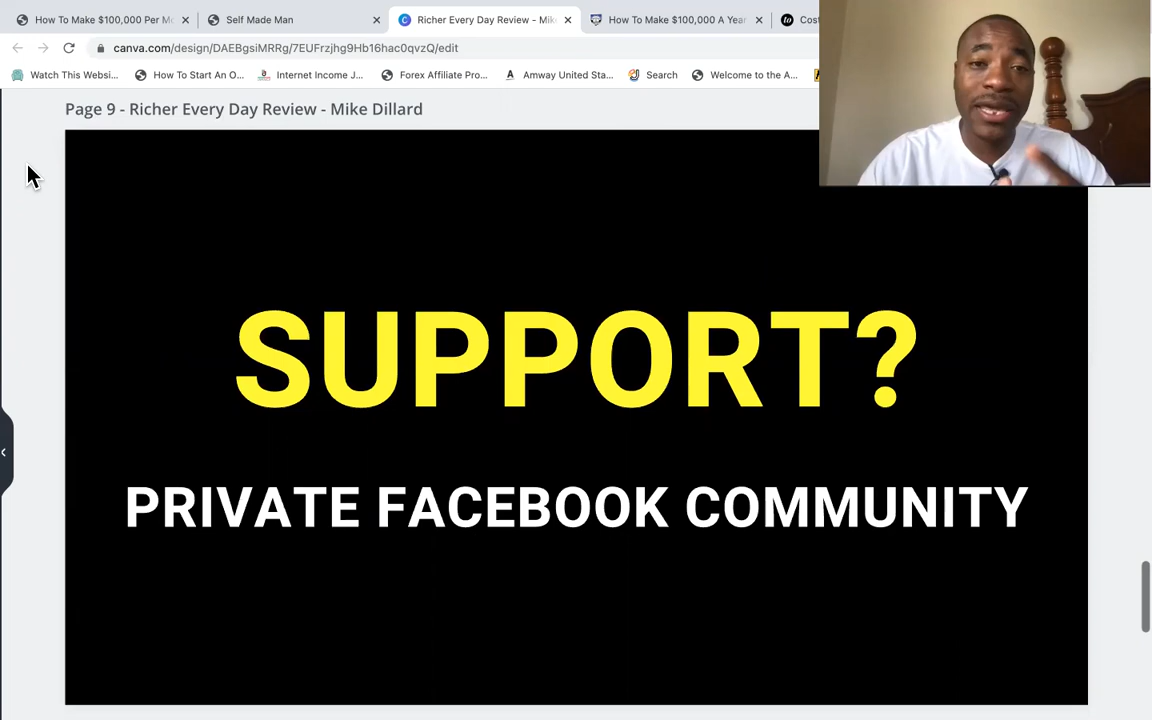 How To Make $100,000 Per Mo
Self Made Man
Richer Every Day Review - Mik
How To Make $100,000 A Year
Cost
canva.com/design/DAEBgsiMRRg/7EUFrzjhg9Hb16hac0qvzQ/edit
Watch This Websi...
How To Start An O...
Internet Income J...
Forex Affiliate Pro...
Amway United Sta...
Search
Welcome to the A...
Page 9 - Richer Every Day Review - Mike Dillard
SUPPORT?
PRIVATE FACEBOOK COMMUNITY